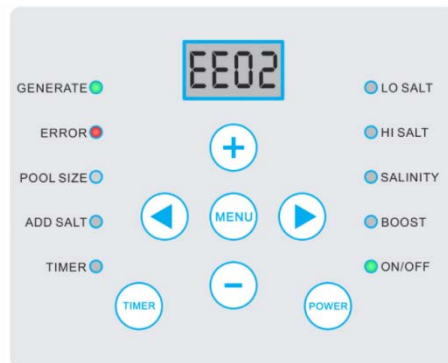 EE02
GENERATE
LO SALT
ERROR
HI SALT
POOL SIZE
SALINITY
MENU
ADD SALT
BOOST
TIMER
ON/OFF
TIMER
POWER